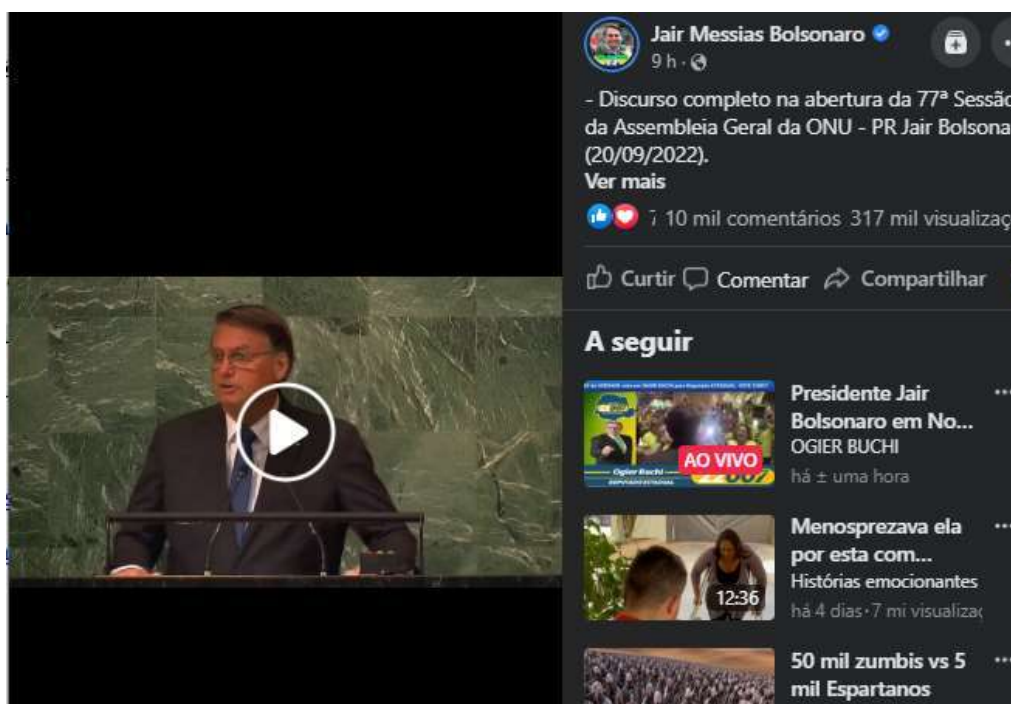 Jair Messias Bolsonaro
9 h ·
- Discurso completo na abertura da 77ª Sessão
da Assembleia Geral da ONU - PR Jair Bolsona
(20/09/2022).
Ver mais
10 mil comentários 317 mil visualizaç
Curtir Comentar Compartilhar
A seguir
Presidente Jair
Bolsonaro em No...
OGIER BUCHI
há ± uma hora
AO VIVO
Ogier Buchi
DEPUTADO ESTADUAL
Menosprezava ela
por esta com...
Histórias emocionantes
há 4 dias · 7 mi visualizaç
12:36
50 mil zumbis vs 5
mil Espartanos